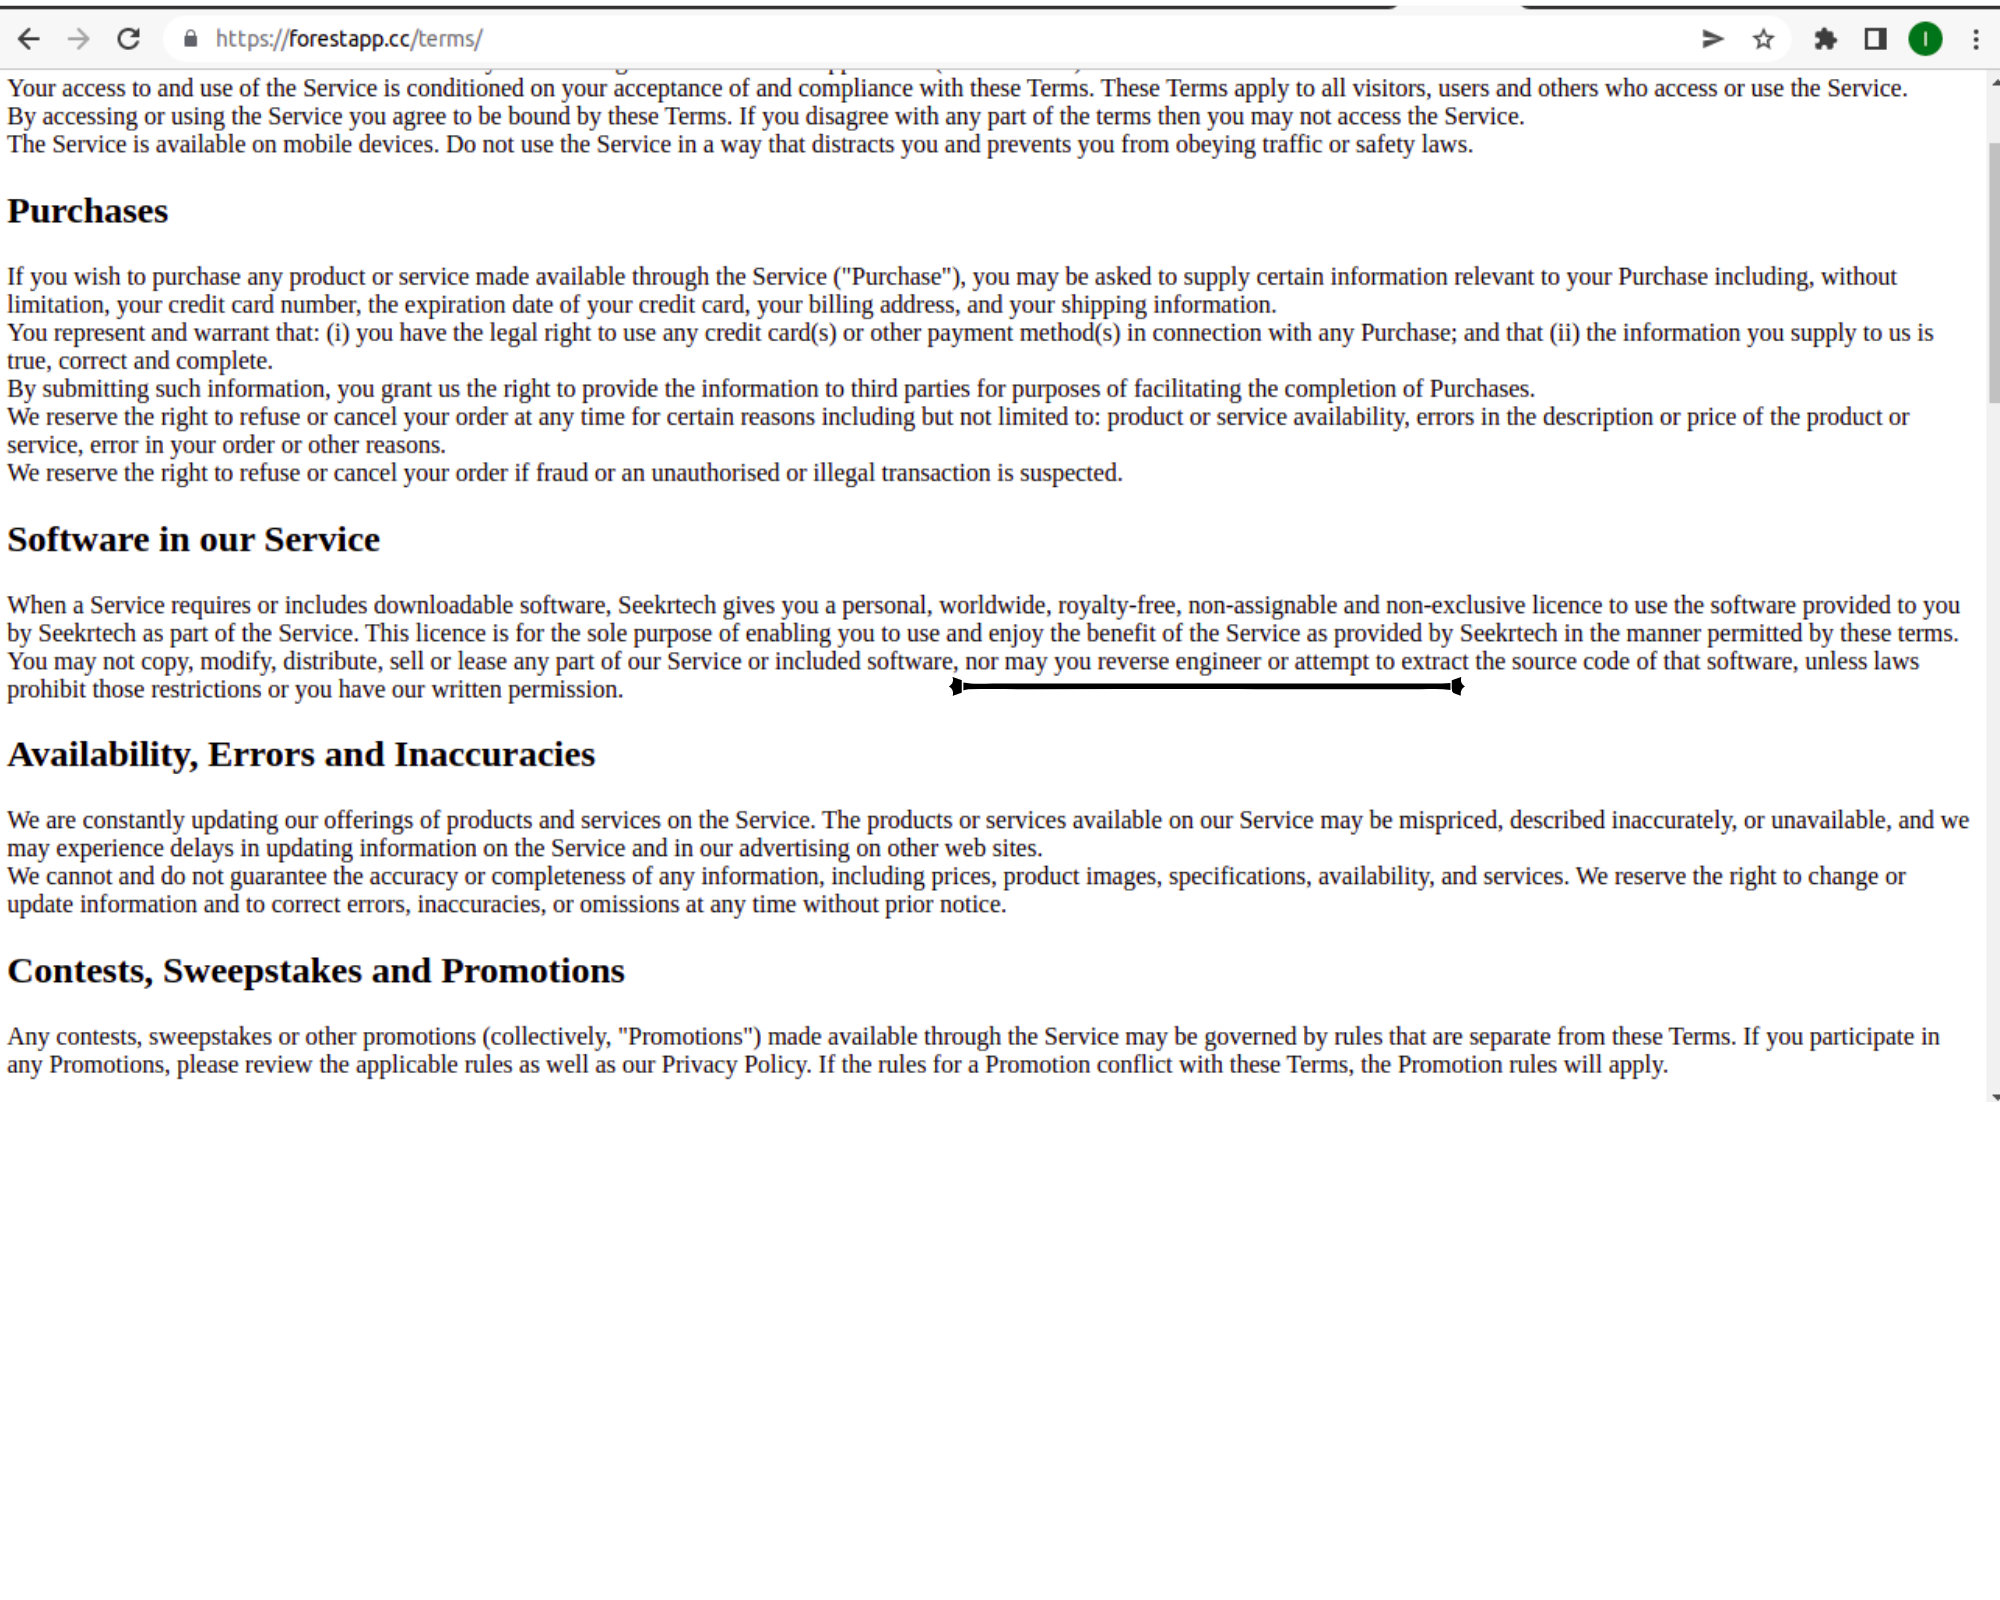 https://forestapp.cc/terms/
I
Your access to and use of the Service is conditioned on your acceptance of and compliance with these Terms. These Terms apply to all visitors, users and others who access or use the Service.
By accessing or using the Service you agree to be bound by these Terms. If you disagree with any part of the terms then you may not access the Service.
The Service is available on mobile devices. Do not use the Service in a way that distracts you and prevents you from obeying traffic or safety laws.
Purchases
If you wish to purchase any product or service made available through the Service ("Purchase"), you may be asked to supply certain information relevant to your Purchase including, without
limitation, your credit card number, the expiration date of your credit card, your billing address, and your shipping information.
You represent and warrant that: (i) you have the legal right to use any credit card(s) or other payment method(s) in connection with any Purchase; and that (ii) the information you supply to us is
true, correct and complete.
By submitting such information, you grant us the right to provide the information to third parties for purposes of facilitating the completion of Purchases.
We reserve the right to refuse or cancel your order at any time for certain reasons including but not limited to: product or service availability, errors in the description or price of the product or
service, error in your order or other reasons.
We reserve the right to refuse or cancel your order if fraud or an unauthorised or illegal transaction is suspected.
Software in our Service
When a Service requires or includes downloadable software, Seekrtech gives you a personal, worldwide, royalty-free, non-assignable and non-exclusive licence to use the software provided to you
by Seekrtech as part of the Service. This licence is for the sole purpose of enabling you to use and enjoy the benefit of the Service as provided by Seekrtech in the manner permitted by these terms.
You may not copy, modify, distribute, sell or lease any part of our Service or included software, nor may you reverse engineer or attempt to extract the source code of that software, unless laws
prohibit those restrictions or you have our written permission.
Availability, Errors and Inaccuracies
We are constantly updating our offerings of products and services on the Service. The products or services available on our Service may be mispriced, described inaccurately, or unavailable, and we
may experience delays in updating information on the Service and in our advertising on other web sites.
We cannot and do not guarantee the accuracy or completeness of any information, including prices, product images, specifications, availability, and services. We reserve the right to change or
update information and to correct errors, inaccuracies, or omissions at any time without prior notice.
Contests, Sweepstakes and Promotions
Any contests, sweepstakes or other promotions (collectively, "Promotions") made available through the Service may be governed by rules that are separate from these Terms. If you participate in
any Promotions, please review the applicable rules as well as our Privacy Policy. If the rules for a Promotion conflict with these Terms, the Promotion rules will apply.